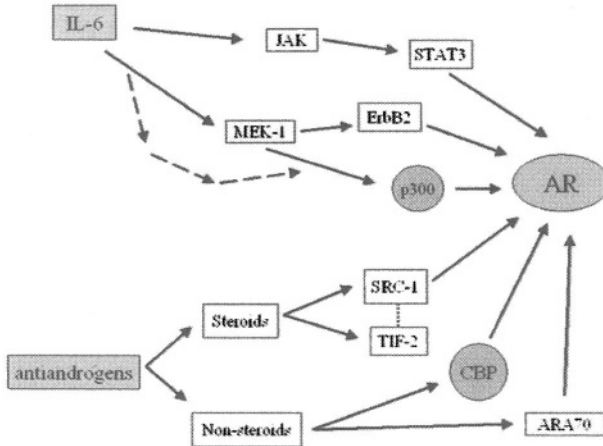 IL-6
JAK
STAT3
MEK-1
ErbB2
p300
AR
SRC-1
Steroids
TIF-2
antiandrogens
CBP
Non-steroids
ARA70